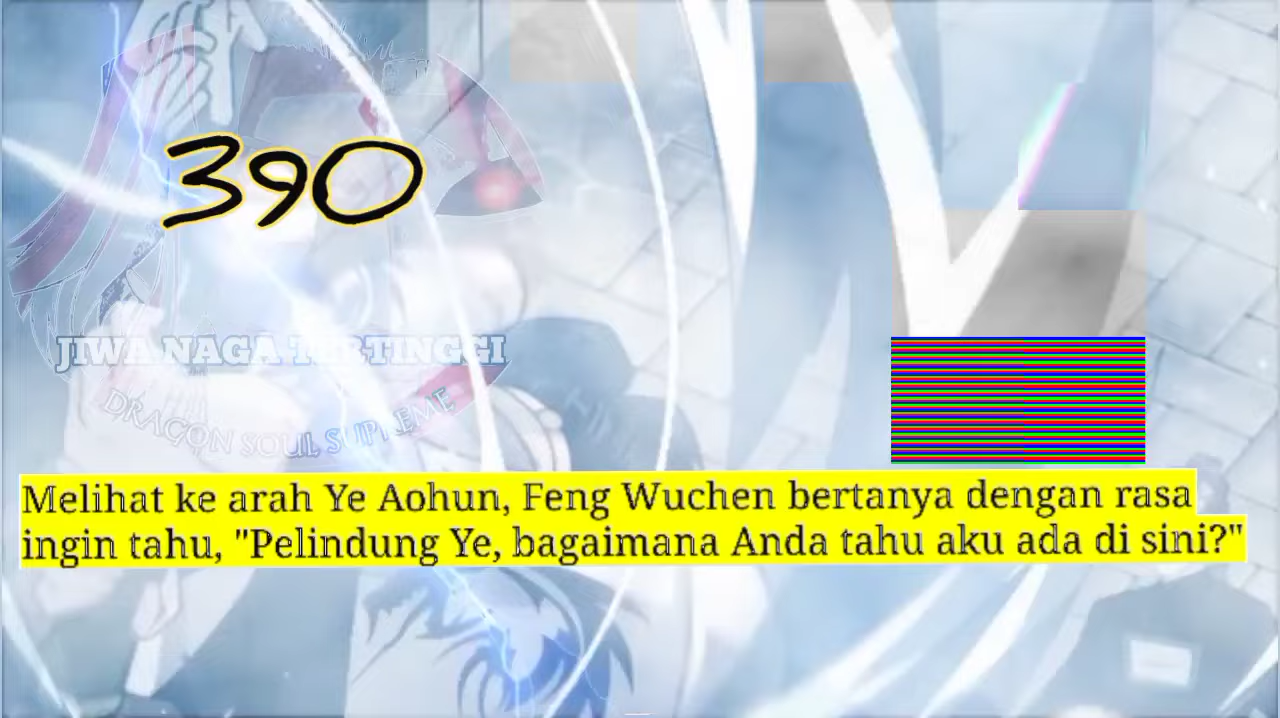 390
JIWA NAGA TERTINGGI
DRAGON SOUL SUPREME
Melihat ke arah Ye Aohun, Feng Wuchen bertanya dengan rasa
ingin tahu, "Pelindung Ye, bagaimana Anda tahu aku ada di sini?"